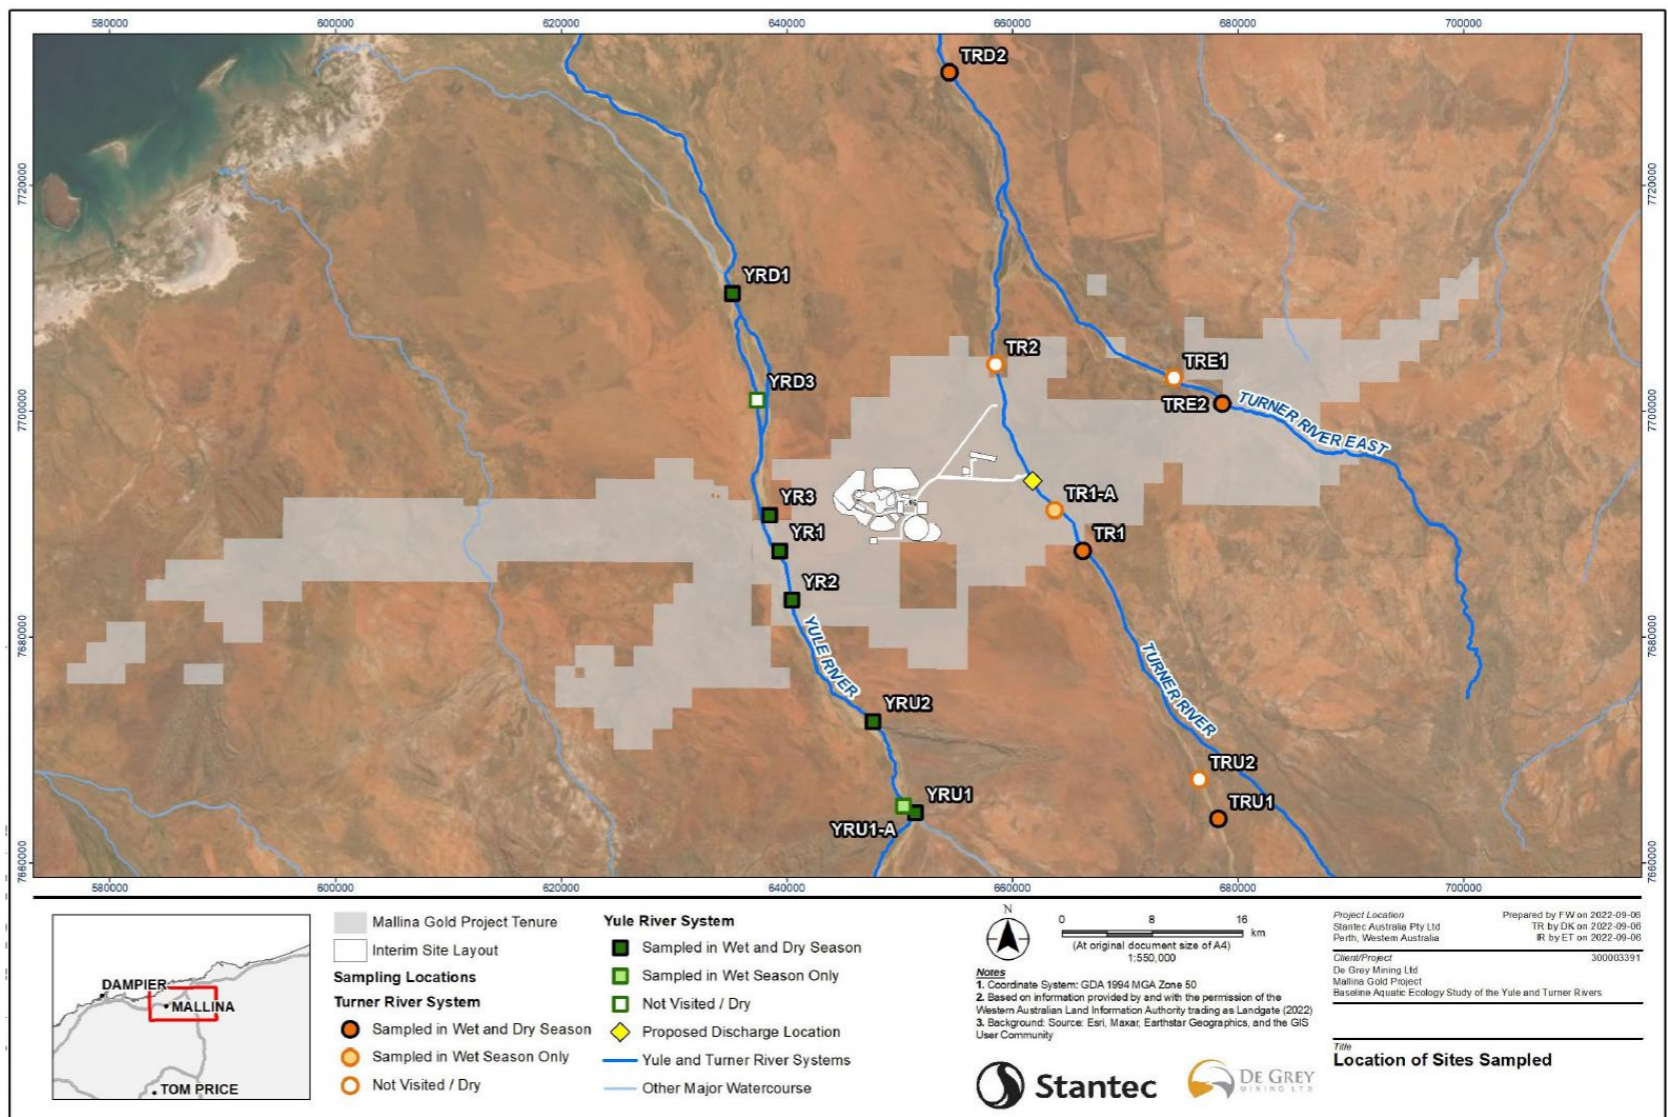 580000
600000
620000
640000
660000
680000
700000
TRD2
7720000
7720000
YRD1
TR2
TRE1
YRD3
TRE2
TURNER RIVER EAST
7700000
7700000
YR3
TR1-A
YR1
TR1
YR2
7680000
7680000
YULE RIVER
TURNER RIVER
YRU2
TRU2
YRU1
TRU1
YRU1-A
7660000
7660000
580000
600000
620000
640000
660000
680000
700000
DAMPIER
MALLINA
TOM PRICE
Mallina Gold Project Tenure
Interim Site Layout
Sampling Locations
Turner River System
Sampled in Wet and Dry Season
Sampled in Wet Season Only
Not Visited / Dry
Yule River System
Sampled in Wet and Dry Season
Sampled in Wet Season Only
Not Visited / Dry
Proposed Discharge Location
Yule and Turner River Systems
Other Major Watercourse
N
0 8 16
km
(At original document size of A4)
1:550,000
Notes
1. Coordinate System: GDA 1994 MGA Zone 50
2. Based on information provided by and with the permission of the
Western Australian Land Information Authority trading as Landgate (2022)
3. Background: Source: Esri, Maxar, Earthstar Geographics, and the GIS
User Community
Stantec
DE GREY
MINING LTD
Project Location
Stantec Australia Pty Ltd
Perth, Western Australia
Prepared by FW on 2022-09-06
TR by DK on 2022-09-06
IR by ET on 2022-09-06
Client/Project 300003391
De Grey Mining Ltd
Mallina Gold Project
Baseline Aquatic Ecology Study of the Yule and Turner Rivers
Title
Location of Sites Sampled